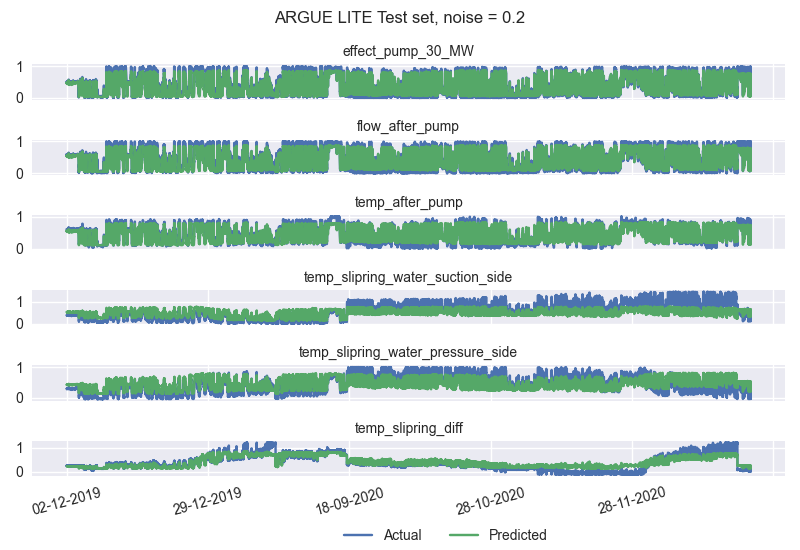 ARGUE LITE Test set, noise = 0.2
effect_pump_30_MW
1
0
flow_after_pump
1
0
temp_after_pump
1
0
temp_slipring_water_suction_side
1
0
temp_slipring_water_pressure_side
1
0
temp_slipring_diff
1
0
02-12-2019 29-12-2019 18-09-2020 28-10-2020 28-11-2020
Actual Predicted